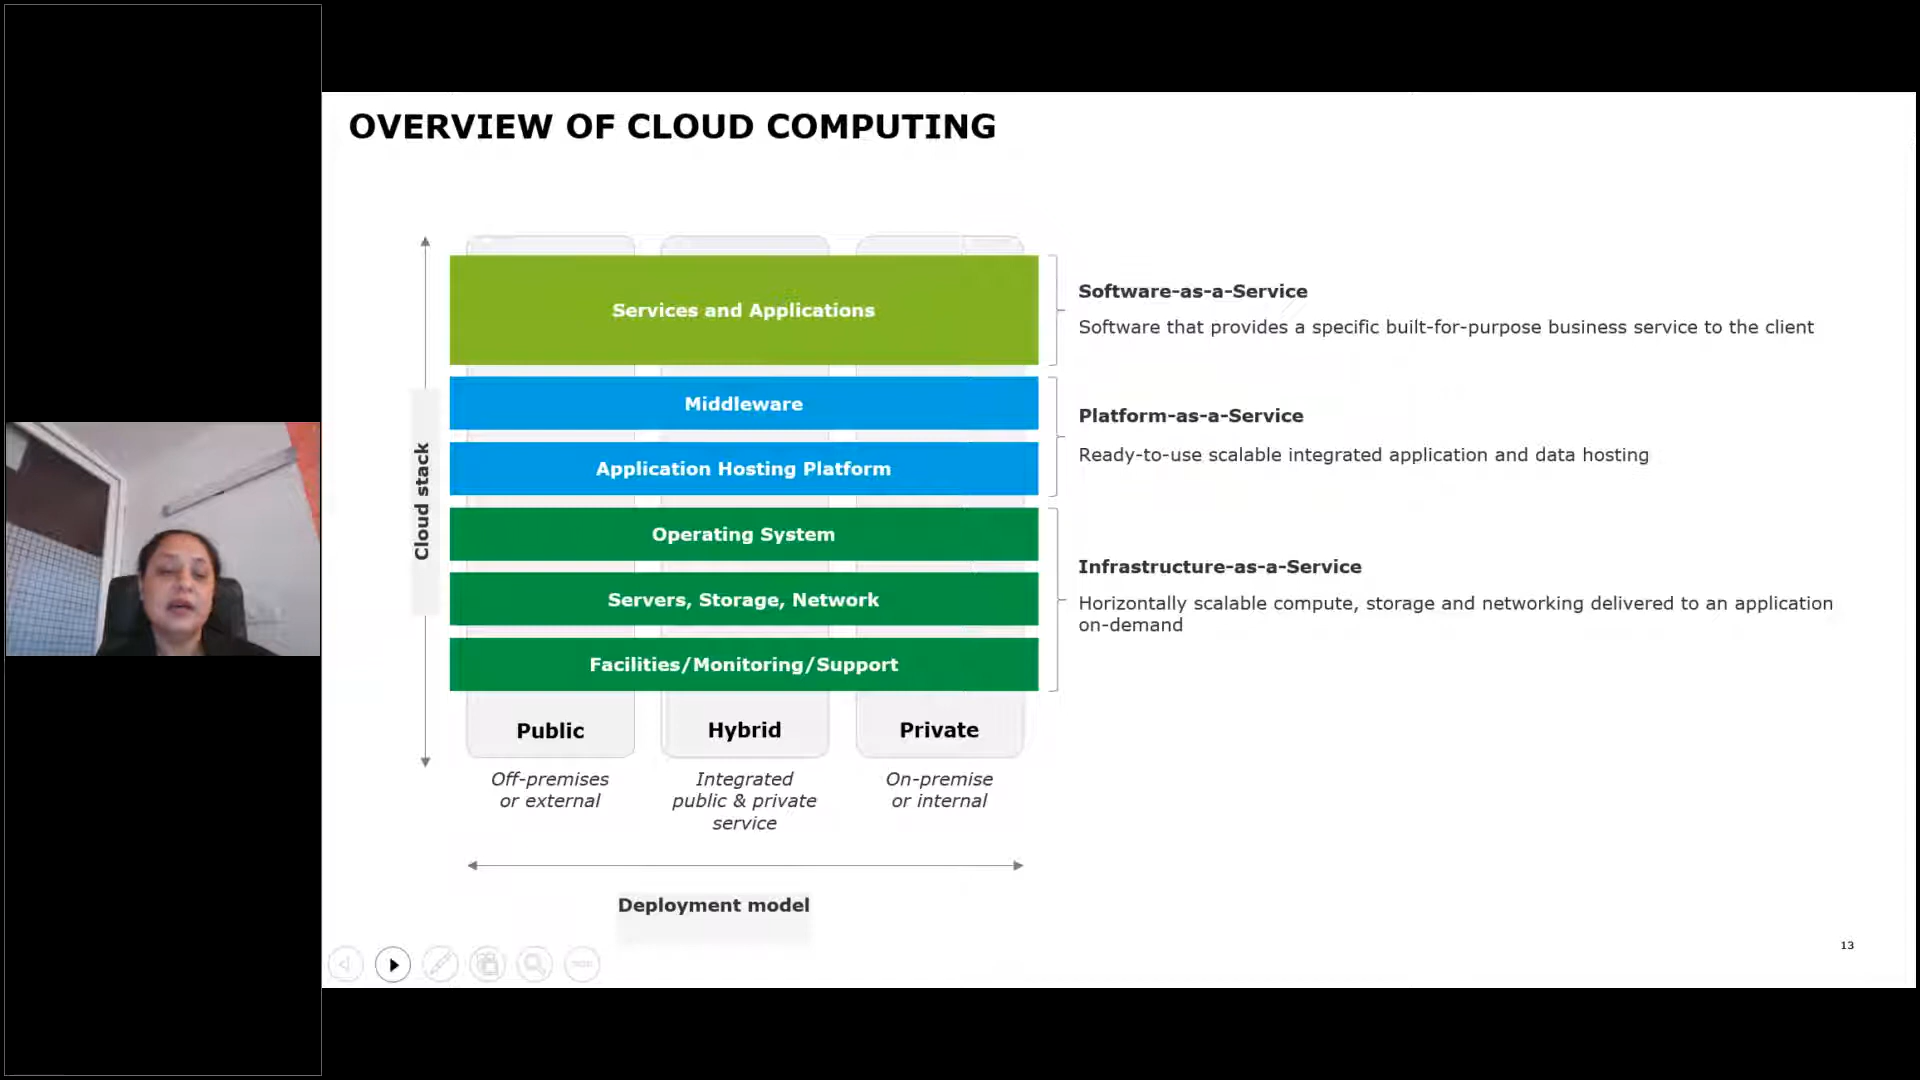 OVERVIEW OF CLOUD COMPUTING
Cloud stack
Services and Applications
Middleware
Application Hosting Platform
Operating System
Servers, Storage, Network
Facilities/Monitoring/Support
Public
Hybrid
Private
Off-premises
or external
Integrated
public & private
service
On-premise
or internal
Deployment model
Software-as-a-Service
Software that provides a specific built-for-purpose business service to the client
Platform-as-a-Service
Ready-to-use scalable integrated application and data hosting
Infrastructure-as-a-Service
Horizontally scalable compute, storage and networking delivered to an application
on-demand
13